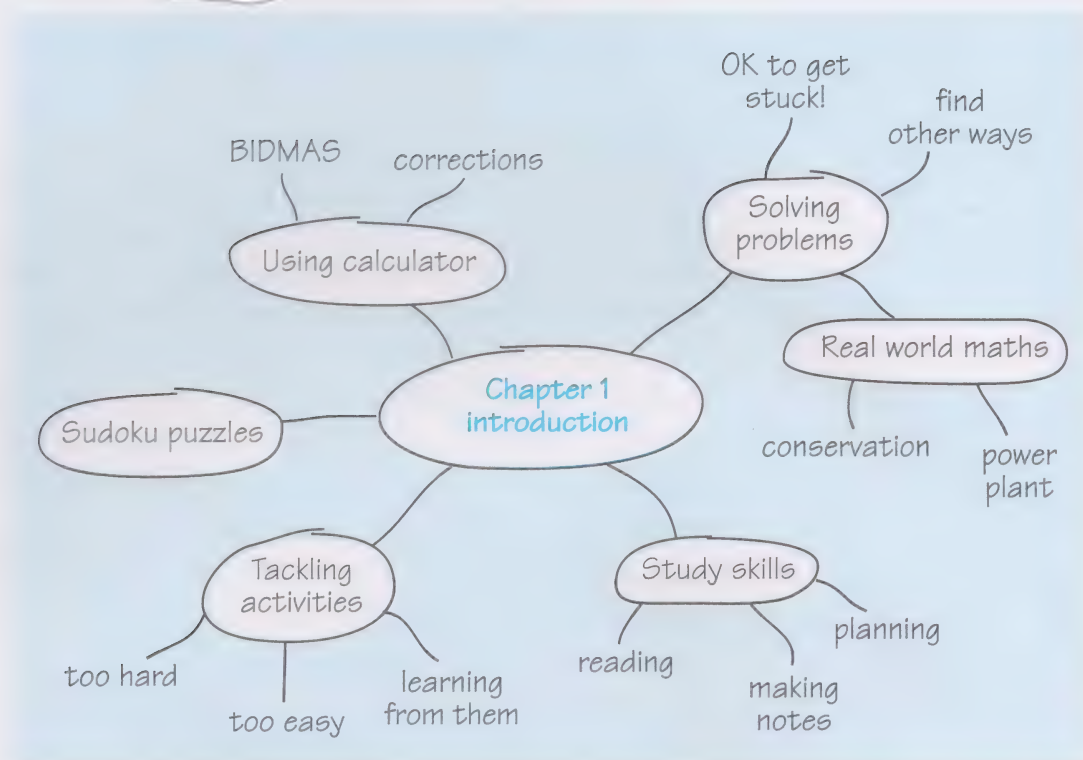 OK to get
stuck!
find
other ways
BIDMAS
corrections
Solving
problems
Using calculator
Real world maths
Chapter 1
introduction
Sudoku puzzles
conservation
power
plant
Tackling
activities
Study skills
planning
reading
too hard
learning
from them
making
notes
too easy